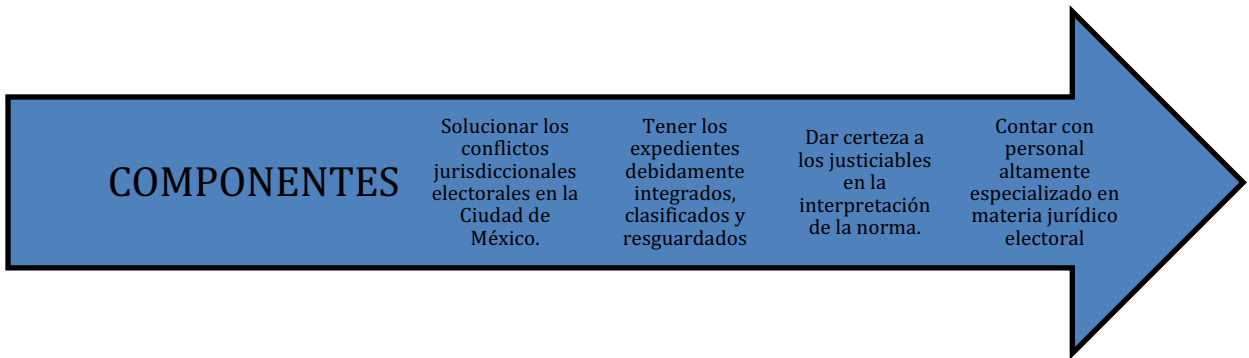 COMPONENTES
Solucionar los
conflictos
jurisdiccionales
electorales en la
Ciudad de
México.
Tener los
expedientes
debidamente
integrados,
clasificados y
resguardados
Dar certeza a
los justiciables
en la
interpretación
de la norma.
Contar con
personal
altamente
especializado en
materia jurídico
electoral